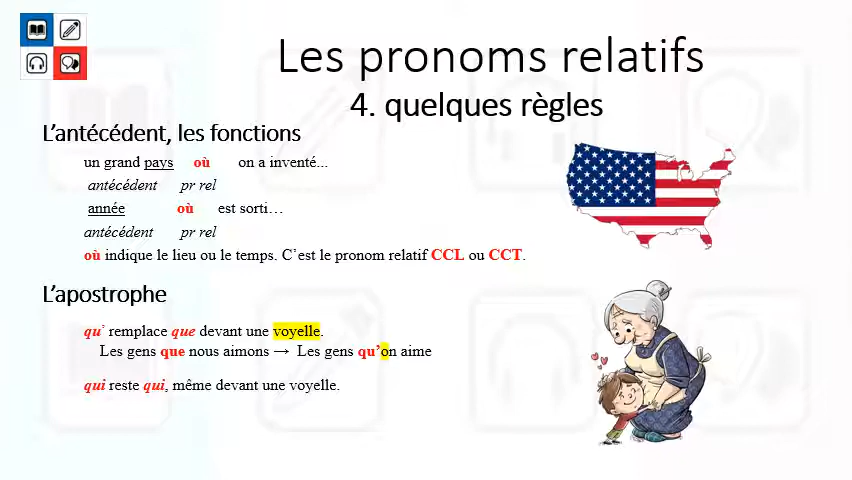 Les pronoms relatifs
4. quelques règles
L'antécédent, les fonctions
un grand pays où on a inventé...
antécédent pr rel
année où est sorti…
antécédent pr rel
où indique le lieu ou le temps. C'est le pronom relatif CCL ou CCT.
L'apostrophe
qu' remplace que devant une voyelle.
Les gens que nous aimons → Les gens qu'on aime
qui reste qui, même devant une voyelle.